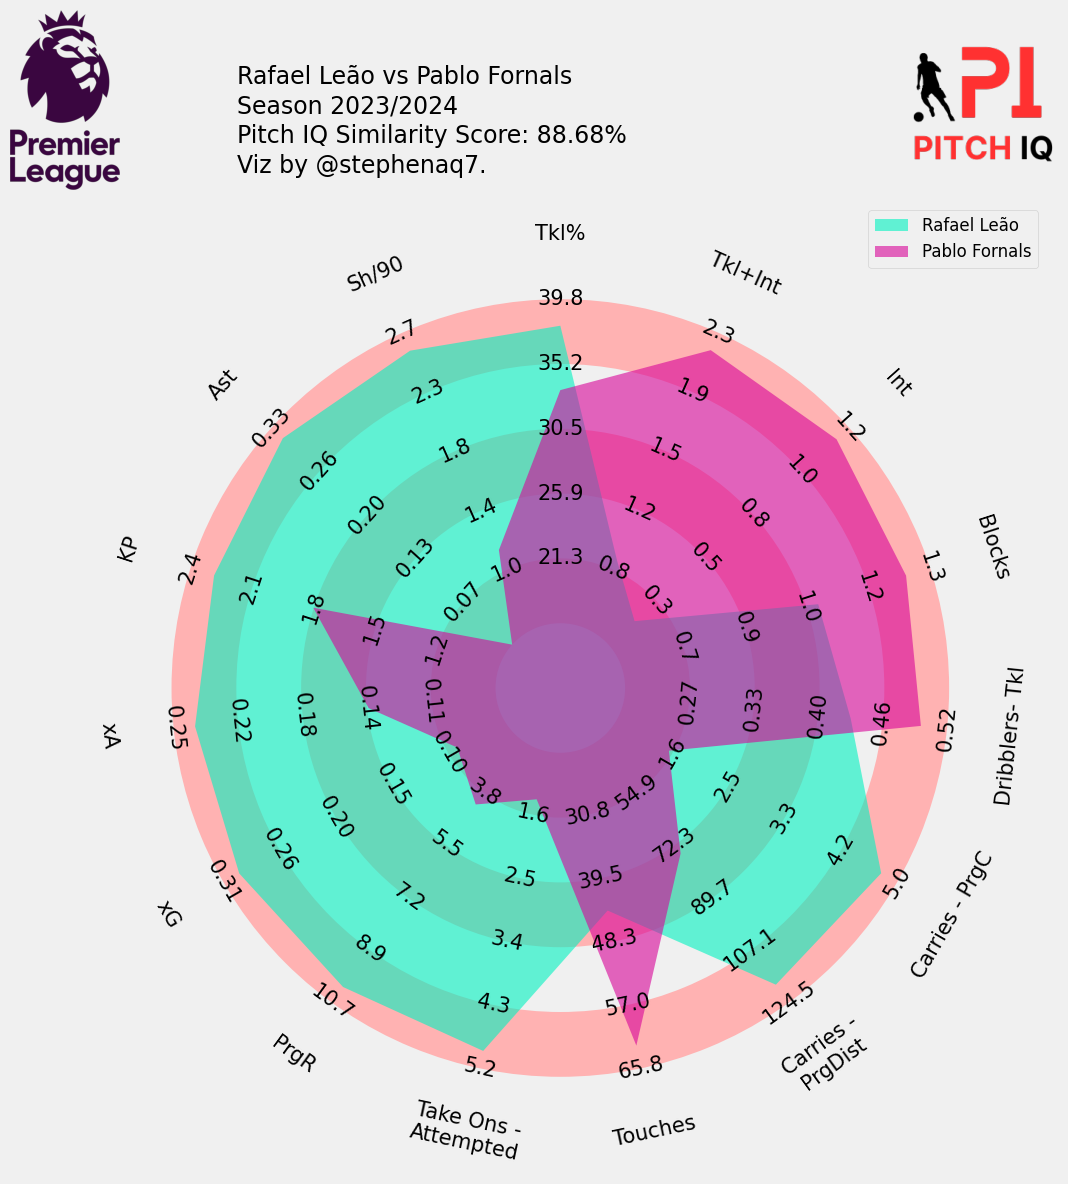 Premier
League
Rafael Leão vs Pablo Fornals
Season 2023/2024
Pitch IQ Similarity Score: 88.68%
Viz by @stephenaq7.
PI
PITCH IQ
Rafael Leão
Pablo Fornals
Tkl%
39.8
35.2
30.5
25.9
21.3
Tkl+Int
2.3
1.9
1.5
1.2
0.8
Int
1.2
1.0
0.8
0.5
0.3
Blocks
1.3
1.2
1.0
0.9
0.7
Dribblers- Tkl
0.52
0.46
0.40
0.33
0.27
Carries - PrgC
5.0
4.2
3.3
2.5
1.6
Carries -
PrgDist
124.5
107.1
89.7
72.3
54.9
Touches
65.8
57.0
48.3
39.5
30.8
Take Ons -
Attempted
5.2
4.3
3.4
2.5
1.6
PrgR
10.7
8.9
7.2
5.5
3.8
xG
0.31
0.26
0.20
0.15
0.10
xA
0.25
0.22
0.18
0.14
0.11
KP
2.4
2.1
1.8
1.5
1.2
Ast
0.33
0.26
0.20
0.13
0.07
Sh/90
2.7
2.3
1.8
1.4
1.0